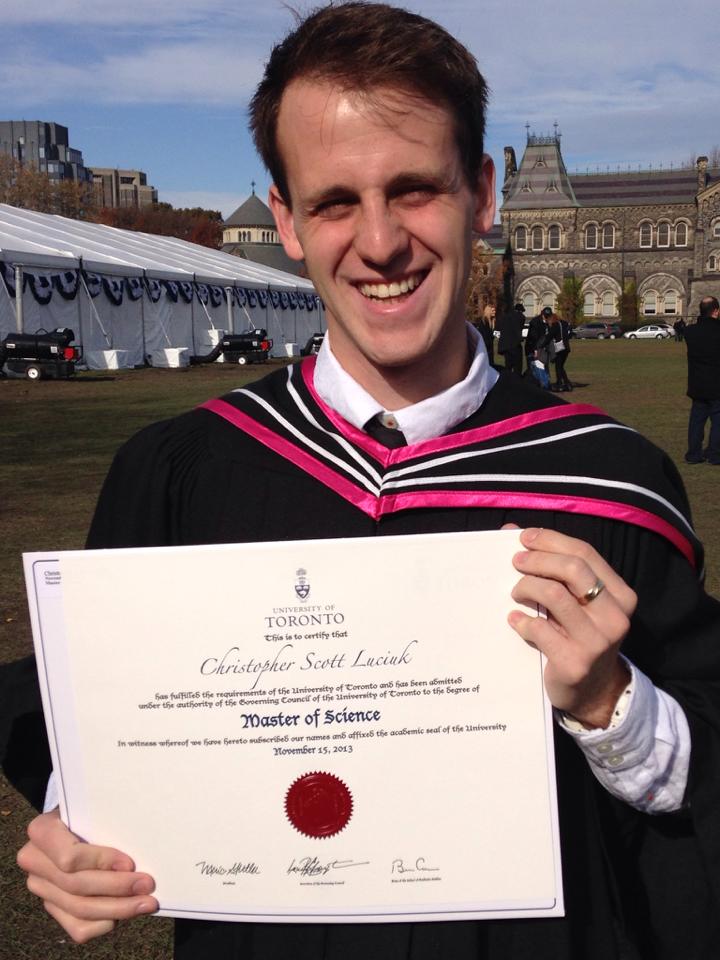 UNIVERSITY OF
TORONTO
This is to certify that
Christopher Scott Luciuk
has fulfilled the requirements of the University of Toronto and has been admitted
under the authority of the Governing Council of the University of Toronto to the degree of
Master of Science
In witness whereof we have hereto subscribed our names and affixed the academic seal of the University
November 15, 2013